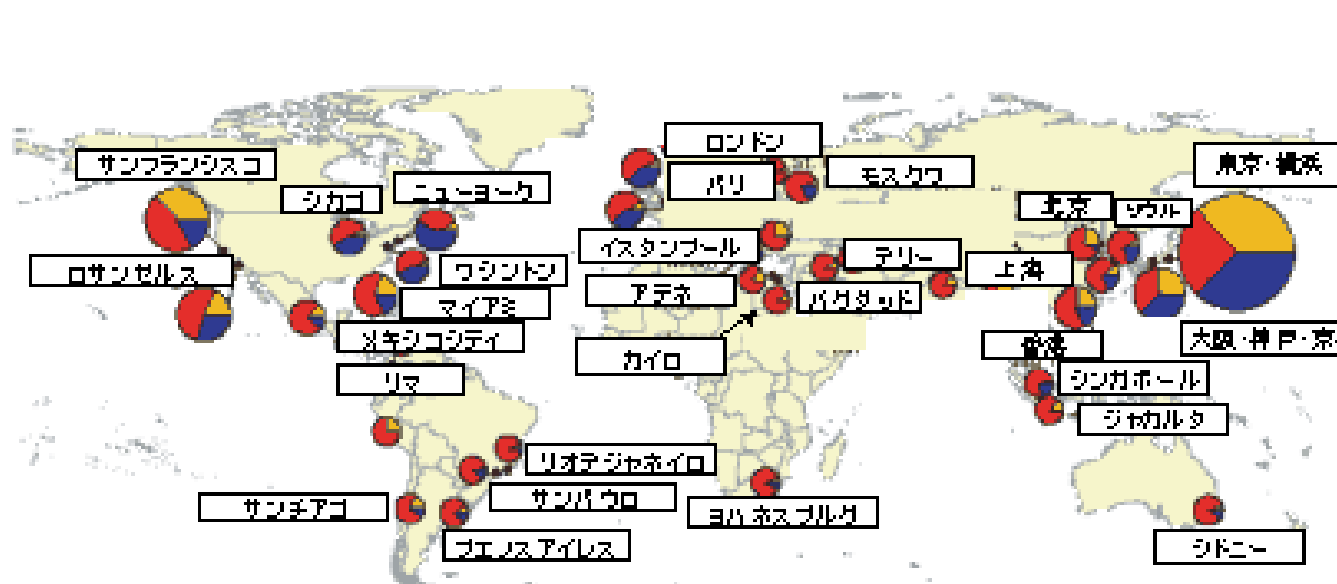 ロンドン
サンフランシスコ
東京・横浜
パリ
モスクワ
シカゴ
ニューヨーク
北京
ソウル
イスタンブール
デリー
上海
ロサンゼルス
ワシントン
アテネ
バグダッド
マイアミ
メキシコシティ
大阪・神戸・京
香港
カイロ
リマ
シンガポール
ジャカルタ
リオデジャネイロ
サンパウロ
サンチアゴ
ヨハネスブルグ
ブエノスアイレス
シドニー